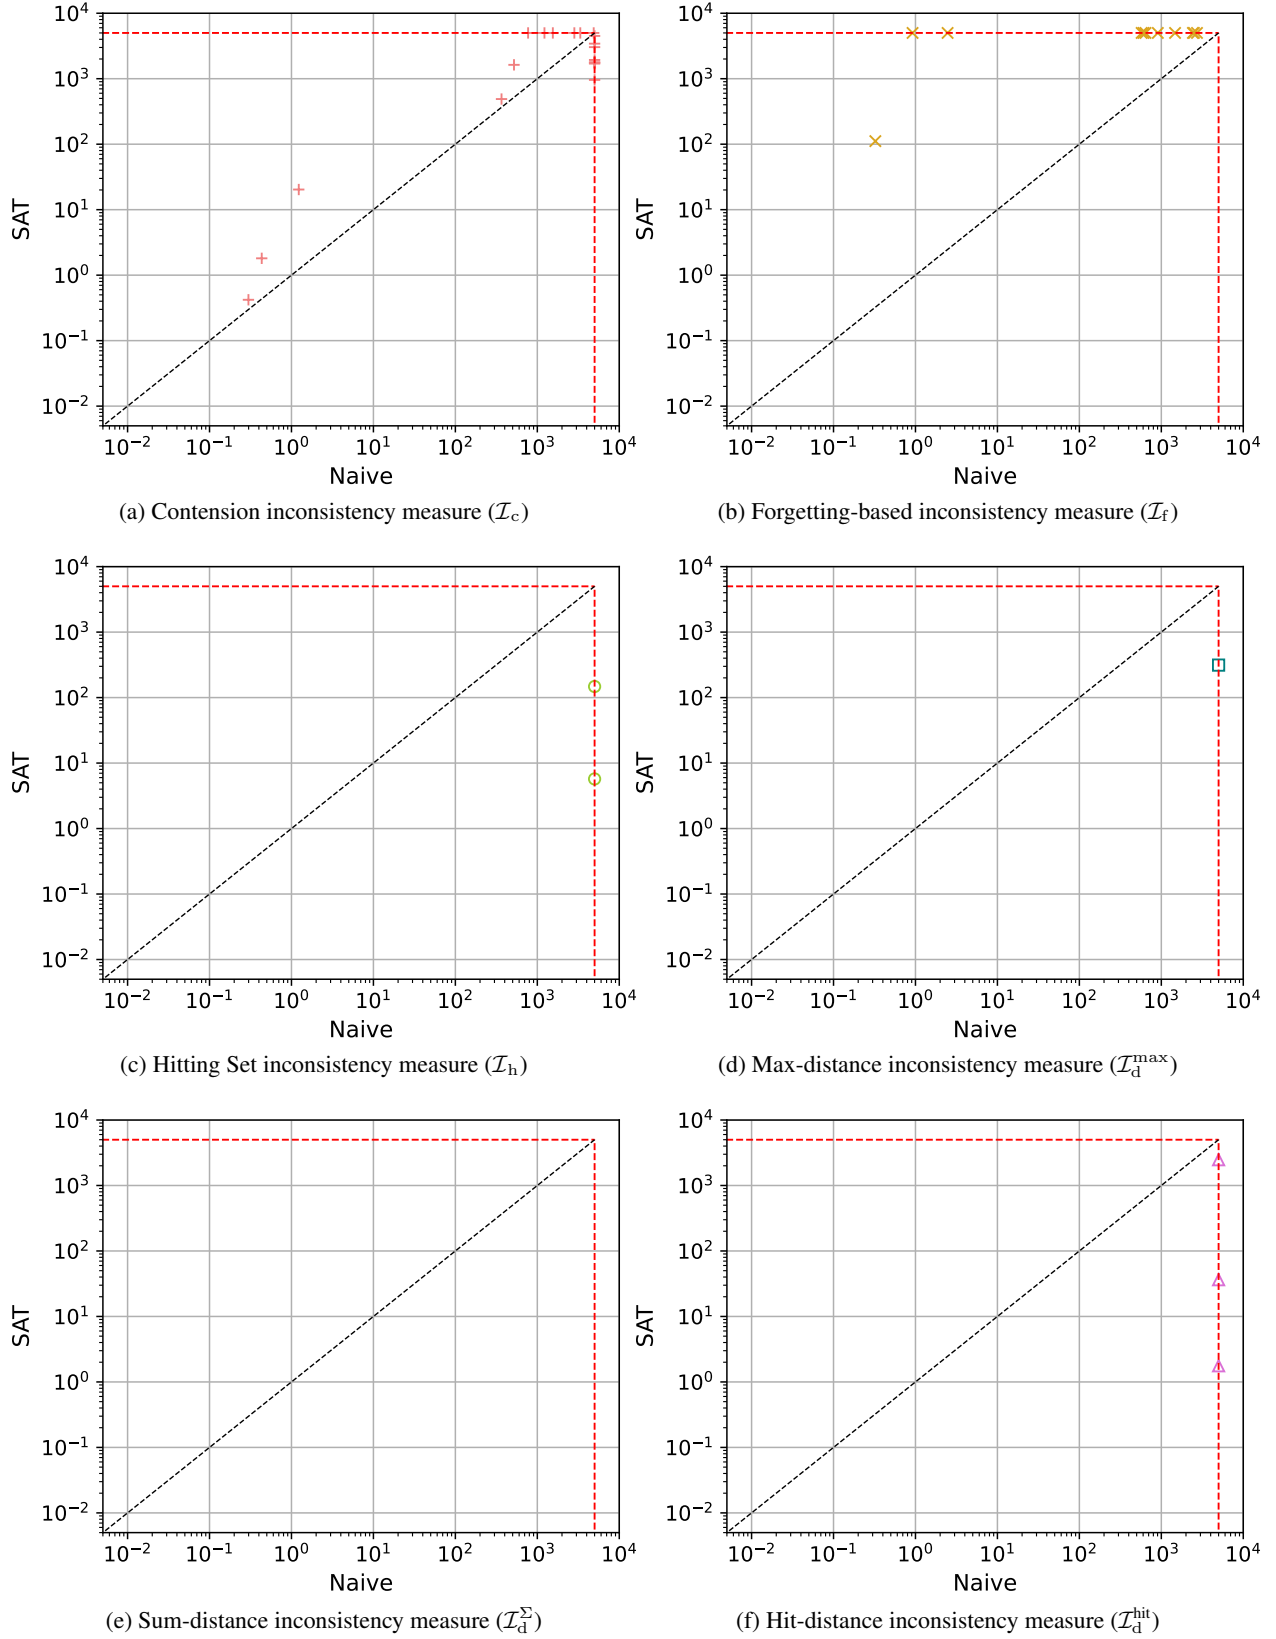 10^4
10^3
10^2
10^1
10^0
10^−1
10^−2
SAT
10^−2 10^−1 10^0 10^1 10^2 10^3 10^4
Naive
(a) Contension inconsistency measure (ℐ_c)
10^4
10^3
10^2
10^1
10^0
10^−1
10^−2
SAT
10^−2 10^−1 10^0 10^1 10^2 10^3 10^4
Naive
(b) Forgetting-based inconsistency measure (ℐ_f)
10^4
10^3
10^2
10^1
10^0
10^−1
10^−2
SAT
10^−2 10^−1 10^0 10^1 10^2 10^3 10^4
Naive
(c) Hitting Set inconsistency measure (ℐ_h)
10^4
10^3
10^2
10^1
10^0
10^−1
10^−2
SAT
10^−2 10^−1 10^0 10^1 10^2 10^3 10^4
Naive
(d) Max-distance inconsistency measure (ℐ_d^max)
10^4
10^3
10^2
10^1
10^0
10^−1
10^−2
SAT
10^−2 10^−1 10^0 10^1 10^2 10^3 10^4
Naive
(e) Sum-distance inconsistency measure (ℐ_d^Σ)
10^4
10^3
10^2
10^1
10^0
10^−1
10^−2
SAT
10^−2 10^−1 10^0 10^1 10^2 10^3 10^4
Naive
(f) Hit-distance inconsistency measure (ℐ_d^hit)